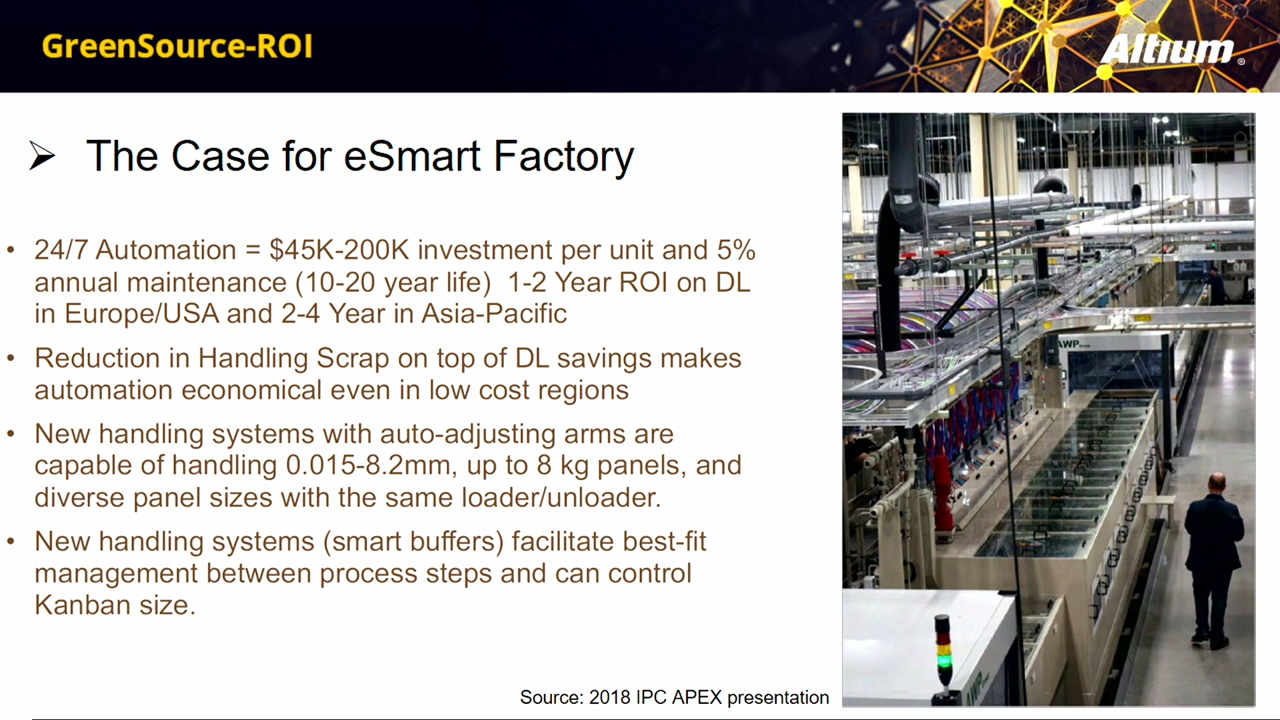 GreenSource-ROI
Altium®
➢ The Case for eSmart Factory
• 24/7 Automation = $45K-200K investment per unit and 5%
annual maintenance (10-20 year life) 1-2 Year ROI on DL
in Europe/USA and 2-4 Year in Asia-Pacific
• Reduction in Handling Scrap on top of DL savings makes
automation economical even in low cost regions
• New handling systems with auto-adjusting arms are
capable of handling 0.015-8.2mm, up to 8 kg panels, and
diverse panel sizes with the same loader/unloader.
• New handling systems (smart buffers) facilitate best-fit
management between process steps and can control
Kanban size.
AWP
AWP
Source: 2018 IPC APEX presentation